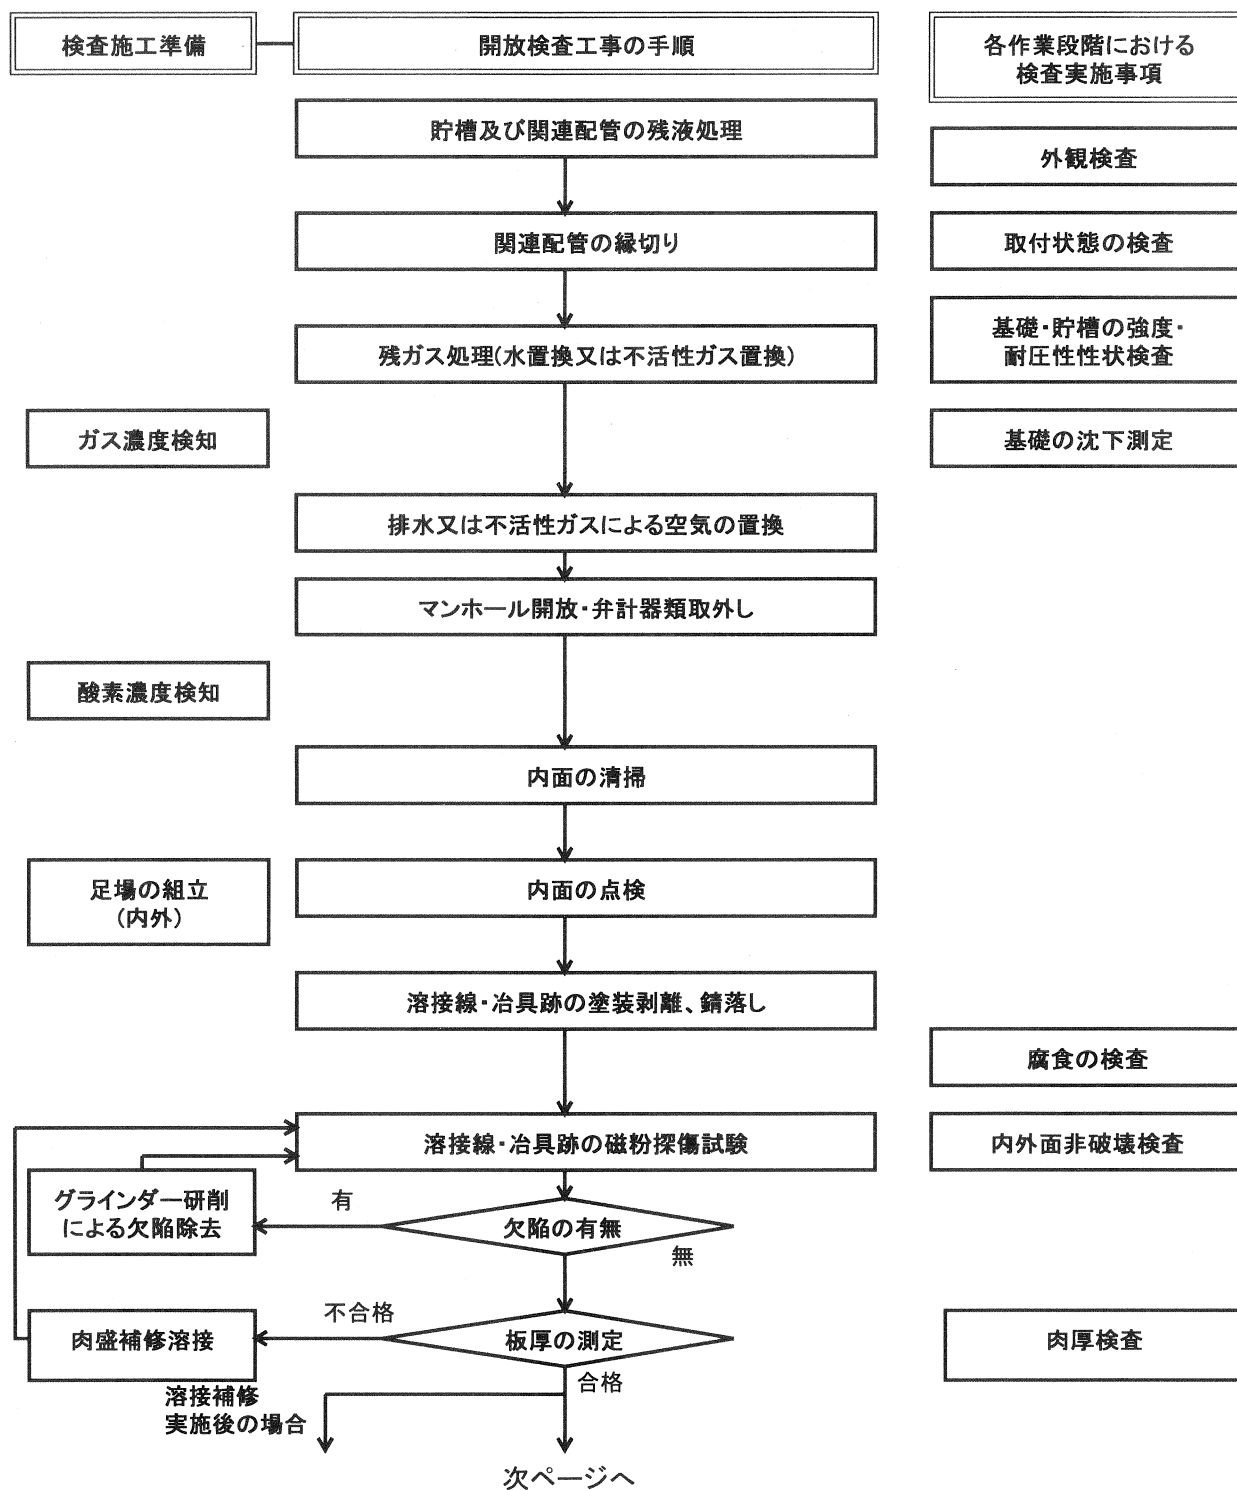 検査施工準備
開放検査工事の手順
各作業段階における
検査実施事項
貯槽及び関連配管の残液処理
外観検査
関連配管の縁切り
取付状態の検査
残ガス処理(水置換又は不活性ガス置換)
基礎・貯槽の強度・
耐圧性性状検査
ガス濃度検知
基礎の沈下測定
排水又は不活性ガスによる空気の置換
マンホール開放・弁計器類取外し
酸素濃度検知
内面の清掃
足場の組立
(内外)
内面の点検
溶接線・冶具跡の塗装剥離、錆落し
腐食の検査
溶接線・冶具跡の磁粉探傷試験
内外面非破壊検査
グラインダー研削
による欠陥除去
有
欠陥の有無
無
肉盛補修溶接
不合格
板厚の測定
肉厚検査
合格
溶接補修
実施後の場合
次ページへ